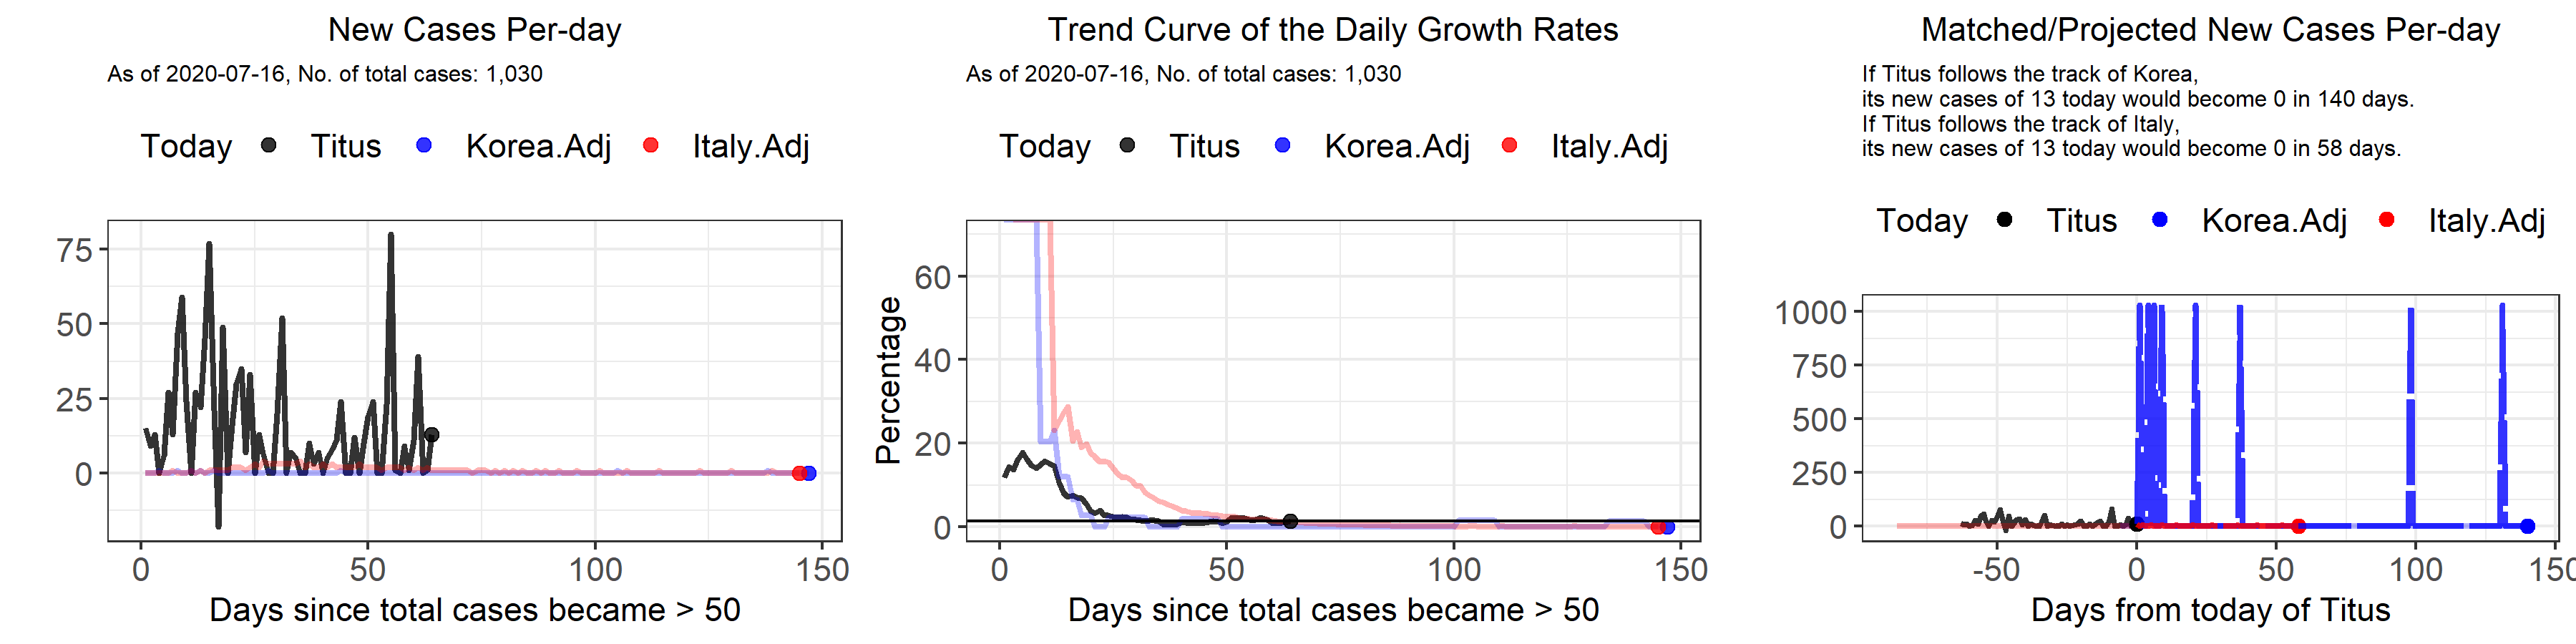 New Cases Per-day
As of 2020-07-16, No. of total cases: 1,030
Today Titus Korea.Adj Italy.Adj
75
50
25
0
0 50 100 150
Days since total cases became > 50
Trend Curve of the Daily Growth Rates
As of 2020-07-16, No. of total cases: 1,030
Today Titus Korea.Adj Italy.Adj
Percentage
60
40
20
0
0 50 100 150
Days since total cases became > 50
Matched/Projected New Cases Per-day
If Titus follows the track of Korea,
its new cases of 13 today would become 0 in 140 days.
If Titus follows the track of Italy,
its new cases of 13 today would become 0 in 58 days.
Today Titus Korea.Adj Italy.Adj
1000
750
500
250
0
-50 0 50 100 150
Days from today of Titus